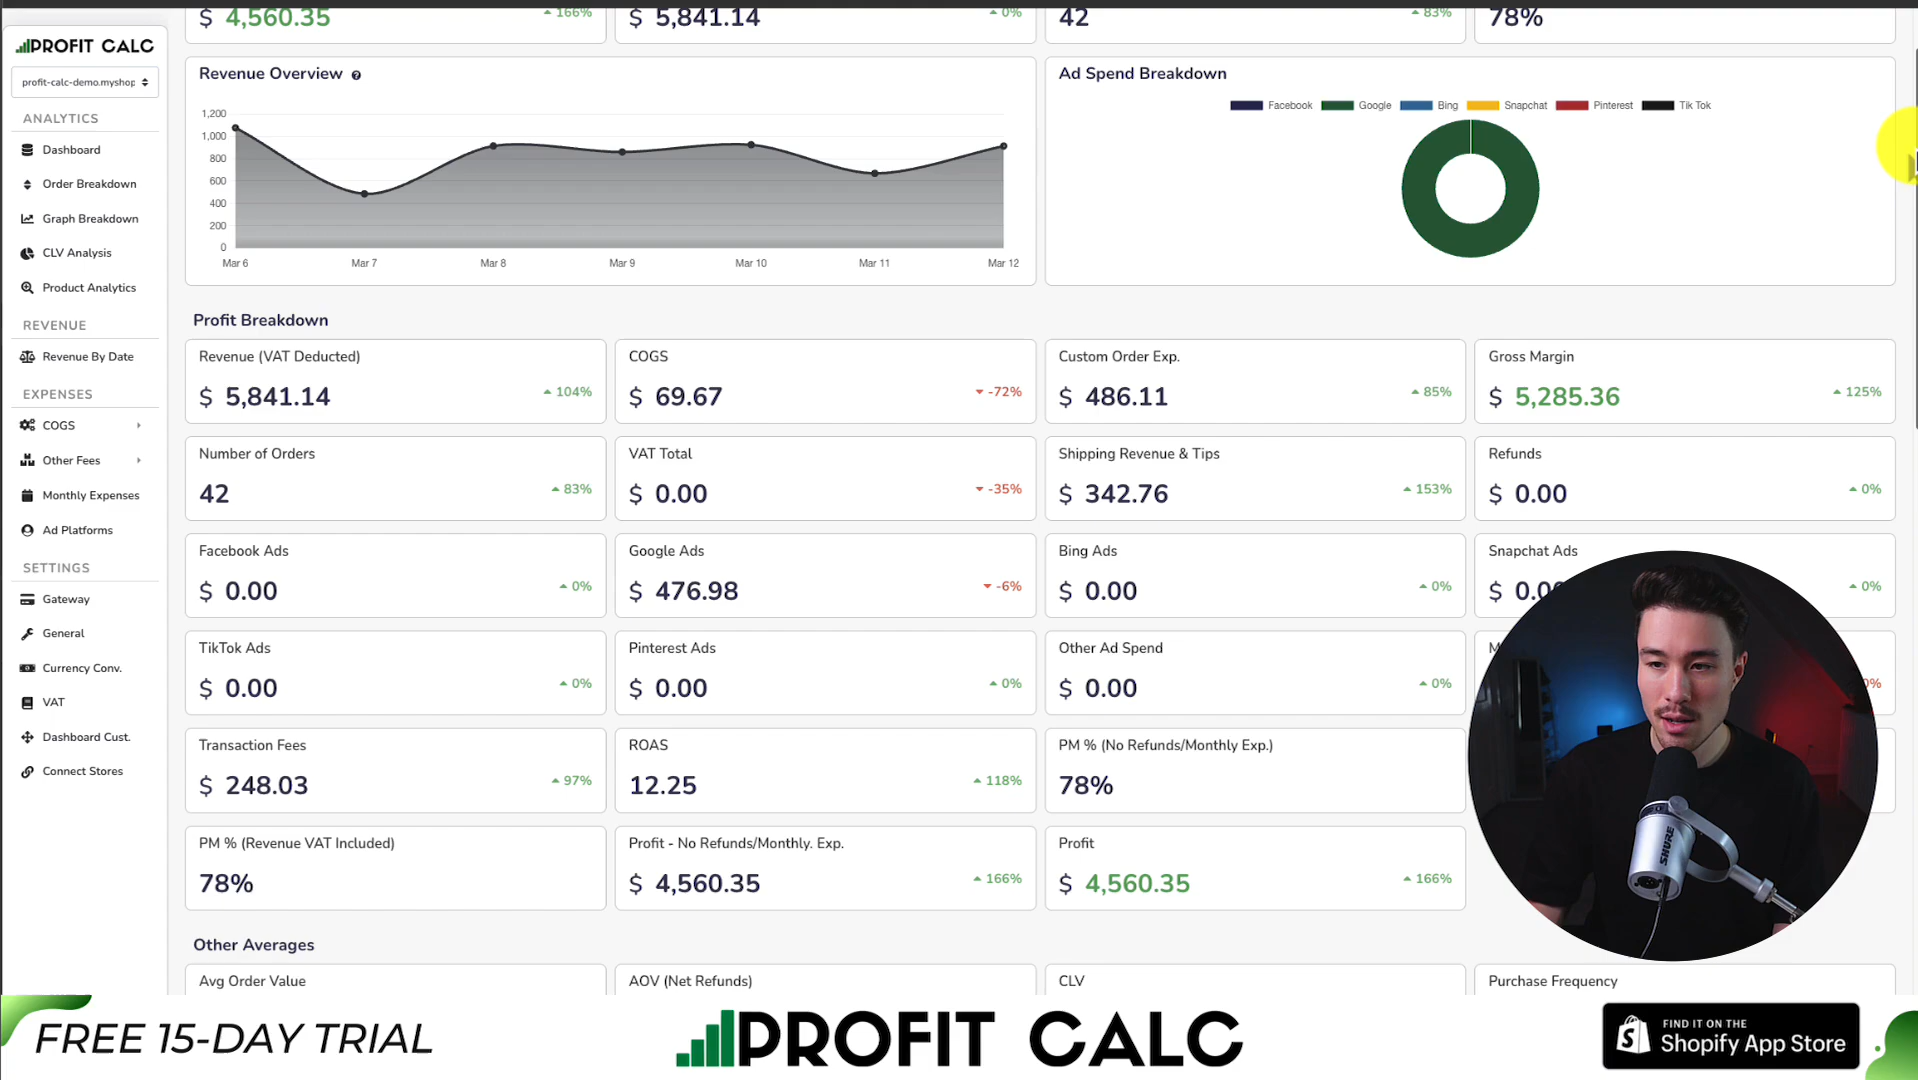 $ 4,560.35 166%
$ 5,841.14 0%
42 83%
78%
PROFIT CALC
profit-calc-demo.myshop
ANALYTICS
Dashboard
Order Breakdown
Graph Breakdown
CLV Analysis
Product Analytics
REVENUE
Revenue By Date
EXPENSES
COGS
Other Fees
Monthly Expenses
Ad Platforms
SETTINGS
Gateway
General
Currency Conv.
VAT
Dashboard Cust.
Connect Stores
Revenue Overview ?
1,200
1,000
800
600
400
200
0
Mar 6 Mar 7 Mar 8 Mar 9 Mar 10 Mar 11 Mar 12
Ad Spend Breakdown
Facebook Google Bing Snapchat Pinterest Tik Tok
Profit Breakdown
Revenue (VAT Deducted)
$ 5,841.14 104%
COGS
$ 69.67 -72%
Custom Order Exp.
$ 486.11 85%
Gross Margin
$ 5,285.36 125%
Number of Orders
42 83%
VAT Total
$ 0.00 -35%
Shipping Revenue & Tips
$ 342.76 153%
Refunds
$ 0.00 0%
Facebook Ads
$ 0.00 0%
Google Ads
$ 476.98 -6%
Bing Ads
$ 0.00 0%
Snapchat Ads
$ 0.00 0%
TikTok Ads
$ 0.00 0%
Pinterest Ads
$ 0.00 0%
Other Ad Spend
$ 0.00 0%
Transaction Fees
$ 248.03 97%
ROAS
12.25 118%
PM % (No Refunds/Monthly Exp.)
78%
PM % (Revenue VAT Included)
78%
Profit - No Refunds/Monthly. Exp.
$ 4,560.35 166%
Profit
$ 4,560.35 166%
SHURE
Other Averages
Avg Order Value
AOV (Net Refunds)
CLV
Purchase Frequency
FREE 15-DAY TRIAL
PROFIT CALC
FIND IT ON THE
Shopify App Store